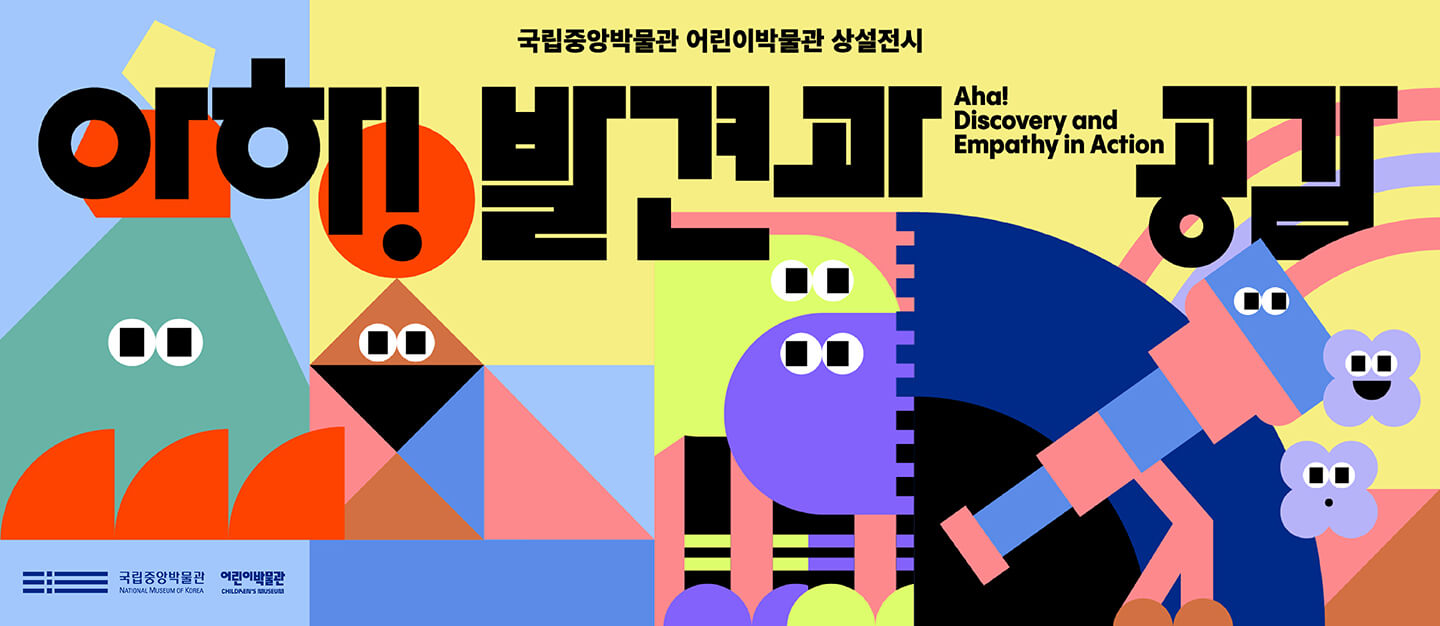 국립중앙박물관 어린이박물관 상설전시
아하! 발견과 공감
Aha!
Discovery and
Empathy in Action
국립중앙박물관
NATIONAL MUSEUM OF KOREA
어린이박물관
CHILDREN'S MUSEUM